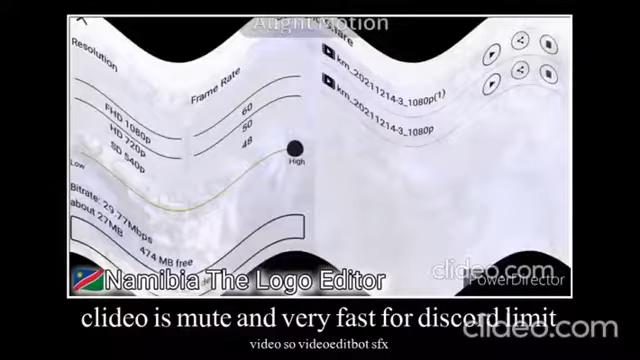 Aught Motion
Resolution
Frame Rate
FHD 1080p
HD 720p
SD 540p
60
50
48
Low
High
Bitrate: 29.77Mbps
about 27MB
474 MB free
Share
km_20211214-3_1080p(1)
km_20211214-3_1080p
Namibia The Logo Editor
clideo.com
PowerDirector
clideo is mute and very fast for discord limit
clideo.com
video so videoeditbot sfx